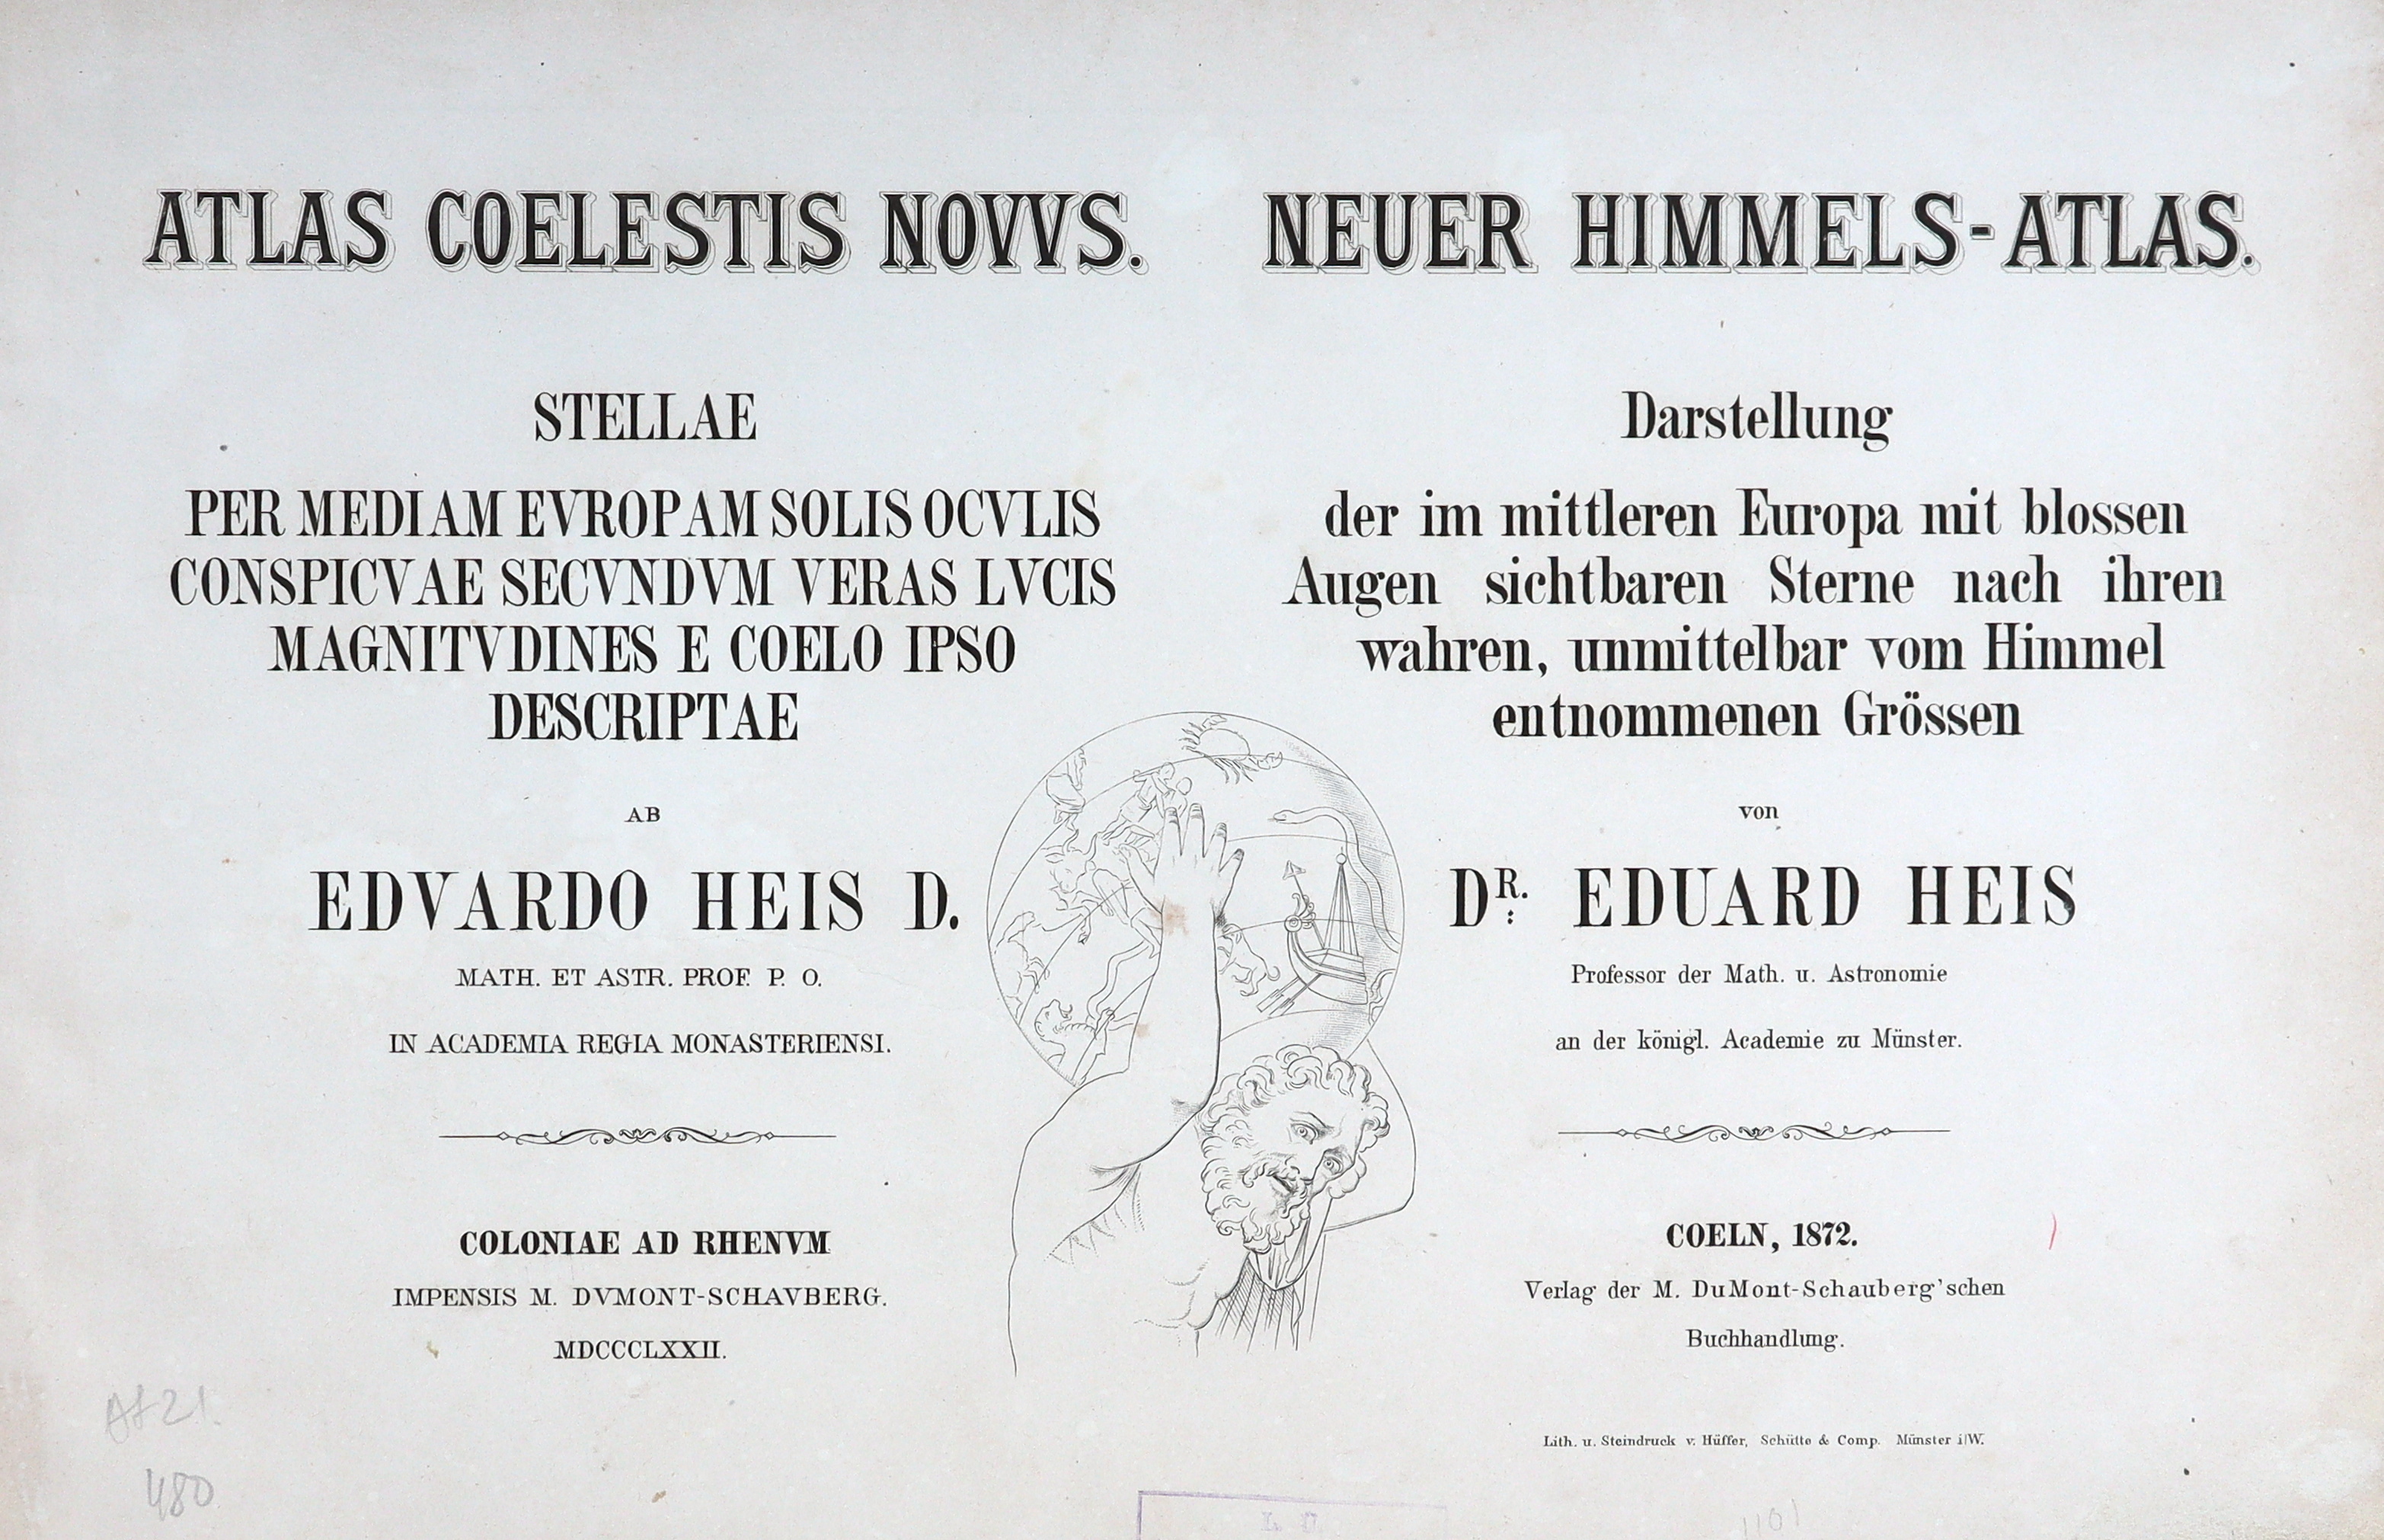 ATLAS COELESTIS NOVVS.
STELLAE
PER MEDIAM EVROPAM SOLIS OCVLIS
CONSPICVAE SECVNDVM VERAS LVCIS
MAGNITVDINES E COELO IPSO
DESCRIPTAE
AB
EDVARDO HEIS D.
MATH. ET ASTR. PROF. P. O.
IN ACADEMIA REGIA MONASTERIENSI.
COLONIAE AD RHENVM
IMPENSIS M. DVMONT-SCHAVBERG.
MDCCCLXXII.
480
NEUER HIMMELS-ATLAS.
Darstellung
der im mittleren Europa mit blossen
Augen sichtbaren Sterne nach ihren
wahren, unmittelbar vom Himmel
entnommenen Grössen
von
DR. EDUARD HEIS
Professor der Math. u. Astronomie
an der königl. Academie zu Münster.
COELN, 1872.
Verlag der M. DuMont-Schauberg'schen
Buchhandlung.
Lith. u. Steindruck v. Hüffer, Schütte & Comp. Münster i/W.